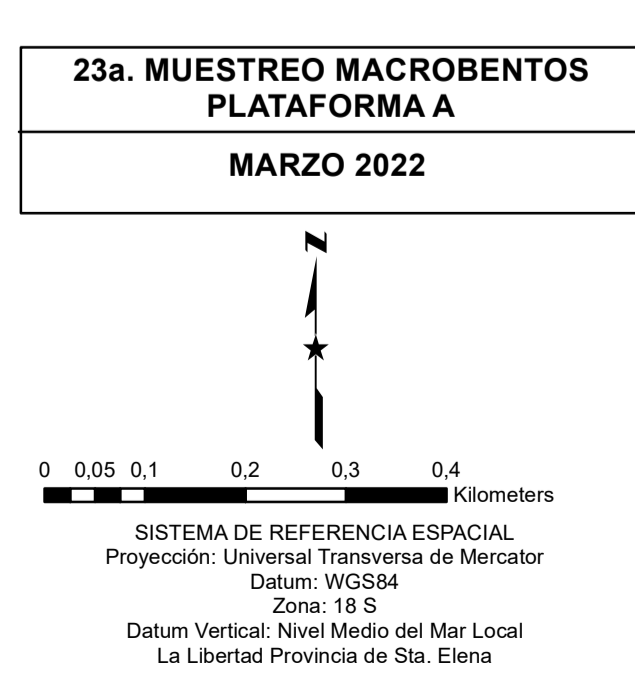 23a. MUESTREO MACROBENTOS
PLATAFORMA A
MARZO 2022
N
0 0,05 0,1 0,2 0,3 0,4
Kilometers
SISTEMA DE REFERENCIA ESPACIAL
Proyección: Universal Transversa de Mercator
Datum: WGS84
Zona: 18 S
Datum Vertical: Nivel Medio del Mar Local
La Libertad Provincia de Sta. Elena